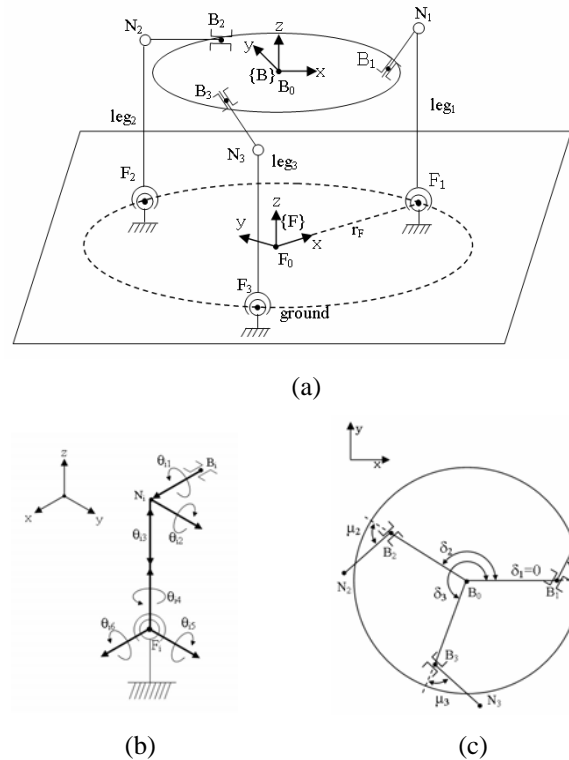 N₂
B₂
N₁
z
y
B₁
x
{B}
B₀
B₃
leg₂
leg₁
N₃
leg₃
F₂
F₁
z
{F}
y
x
r_F
F₀
F₃
ground
(a)
z
x
y
θᵢ₁
Bᵢ
Nᵢ
θᵢ₂
θᵢ₃
θᵢ₄
θᵢ₆
θᵢ₅
Fᵢ
(b)
y
x
μ₂
B₂
δ₂
δ₁=0
N₂
δ₃
B₀
B₁
B₃
μ₃
N₃
(c)